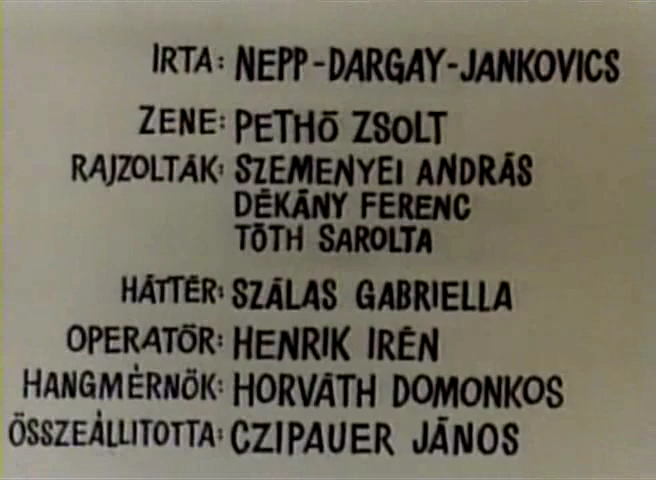 IRTA: NEPP-DARGAY-JANKOVICS
ZENE: PETHŐ ZSOLT
RAJZOLTÁK: SZEMENYEI ANDRÁS
DÉKÁNY FERENC
TÓTH SAROLTA
HÁTTÉR: SZÁLAS GABRIELLA
OPERATŐR: HENRIK IRÉN
HANGMÉRNÖK: HORVÁTH DOMONKOS
ÖSSZEÁLLITOTTA: CZIPAUER JÁNOS